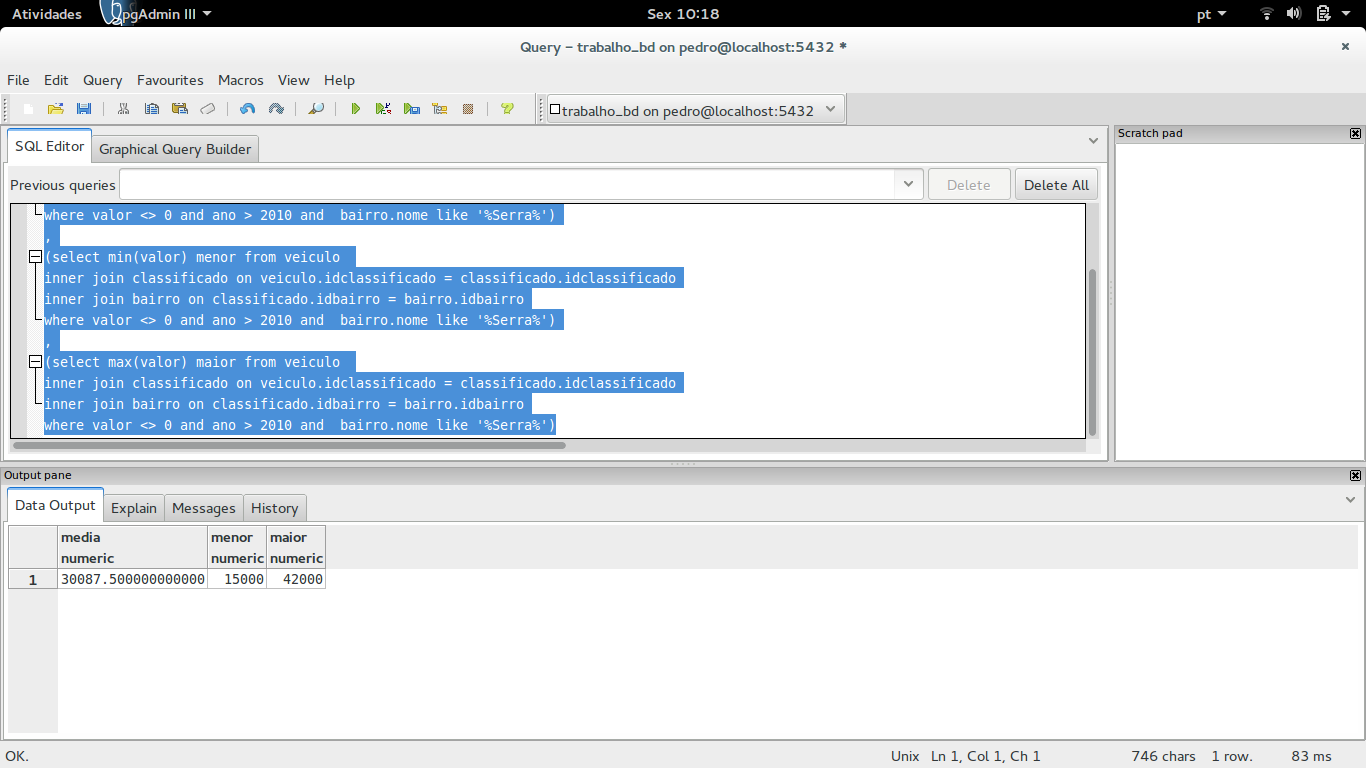 Atividades pgAdmin III Sex 10:18 pt
Query - trabalho_bd on pedro@localhost:5432 *
File Edit Query Favourites Macros View Help
trabalho_bd on pedro@localhost:5432
SQL Editor Graphical Query Builder
Scratch pad
Previous queries Delete Delete All
where valor <> 0 and ano > 2010 and  bairro.nome like '%Serra%')
,
(select min(valor) menor from veiculo
inner join classificado on veiculo.idclassificado = classificado.idclassificado
inner join bairro on classificado.idbairro = bairro.idbairro
where valor <> 0 and ano > 2010 and  bairro.nome like '%Serra%')
,
(select max(valor) maior from veiculo
inner join classificado on veiculo.idclassificado = classificado.idclassificado
inner join bairro on classificado.idbairro = bairro.idbairro
where valor <> 0 and ano > 2010 and  bairro.nome like '%Serra%')
Output pane
Data Output Explain Messages History
media menor maior
numeric numeric numeric
1 30087.500000000000 15000 42000
OK. Unix Ln 1, Col 1, Ch 1 746 chars 1 row. 83 ms